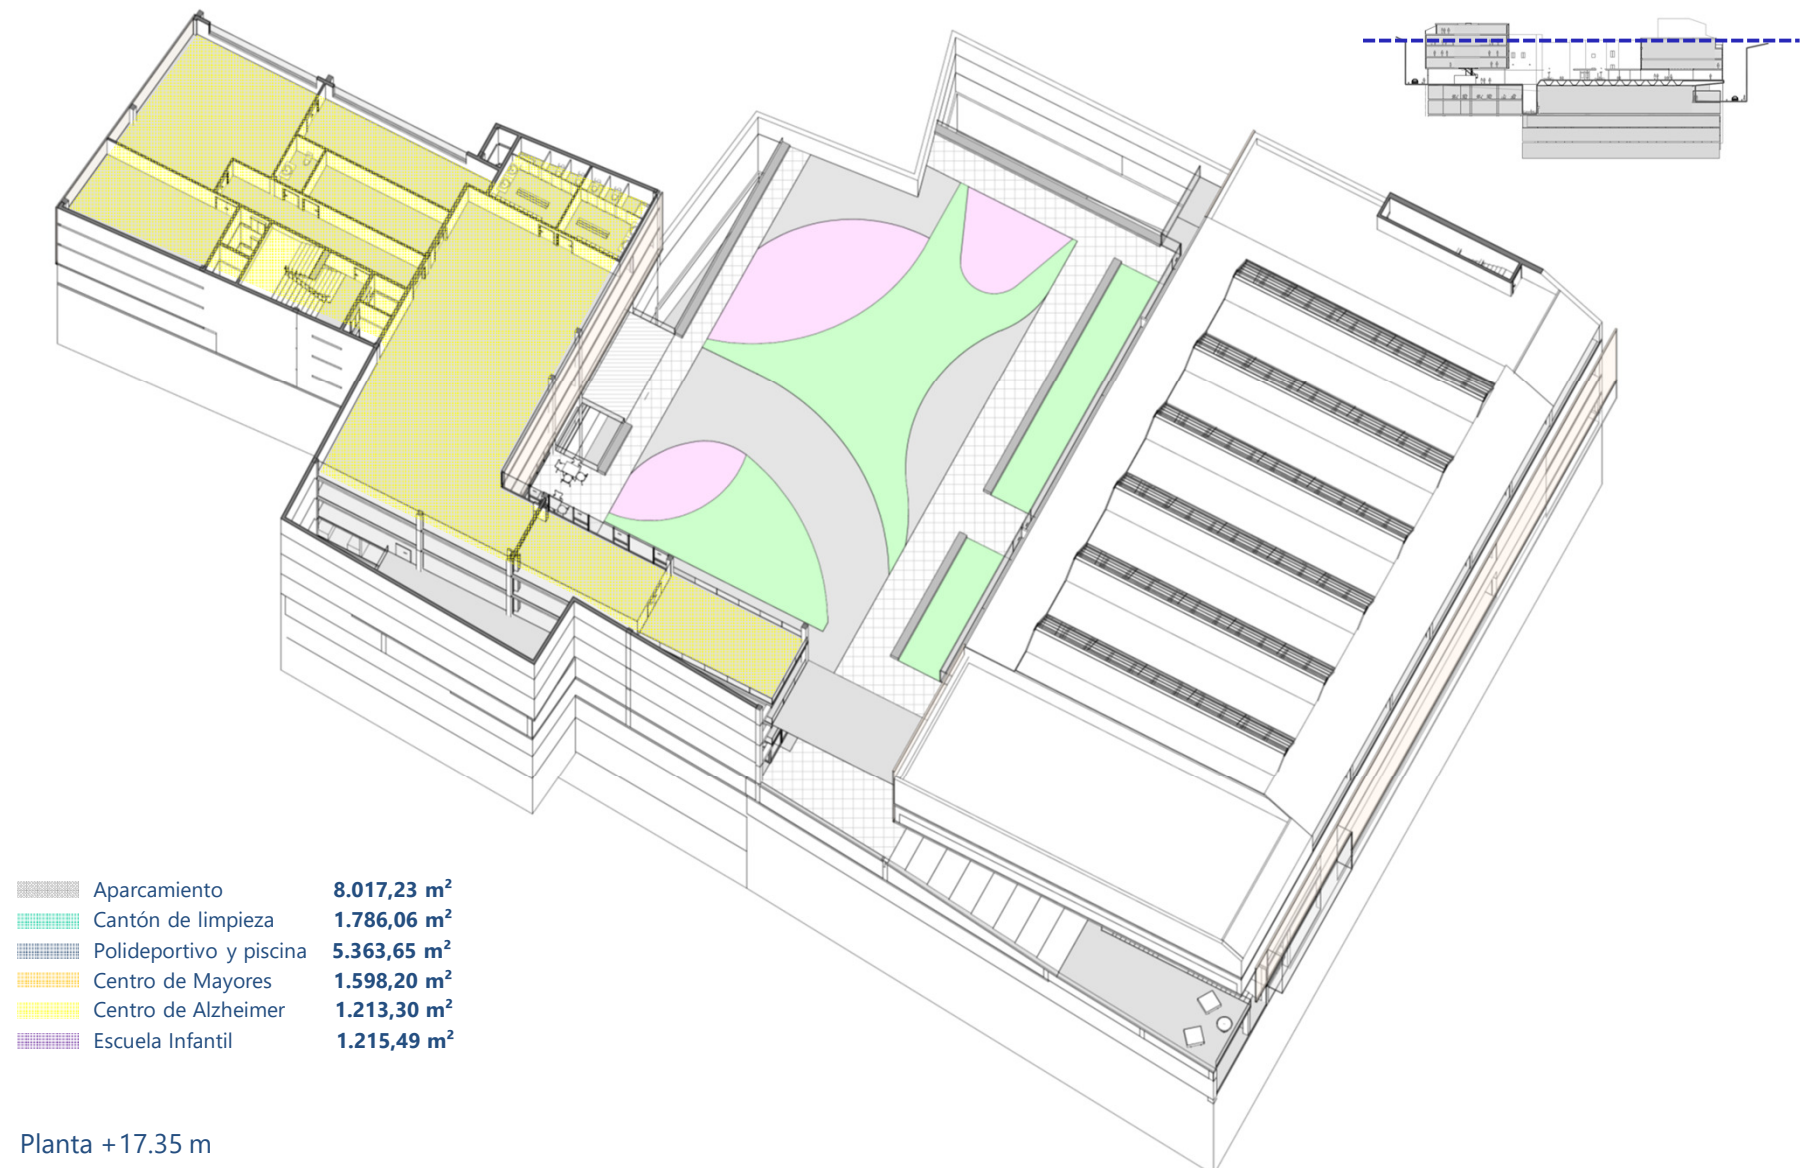 Aparcamiento 8.017,23 m²
Cantón de limpieza 1.786,06 m²
Polideportivo y piscina 5.363,65 m²
Centro de Mayores 1.598,20 m²
Centro de Alzheimer 1.213,30 m²
Escuela Infantil 1.215,49 m²
Planta +17.35 m